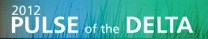 2012
PULSE of the DELTA